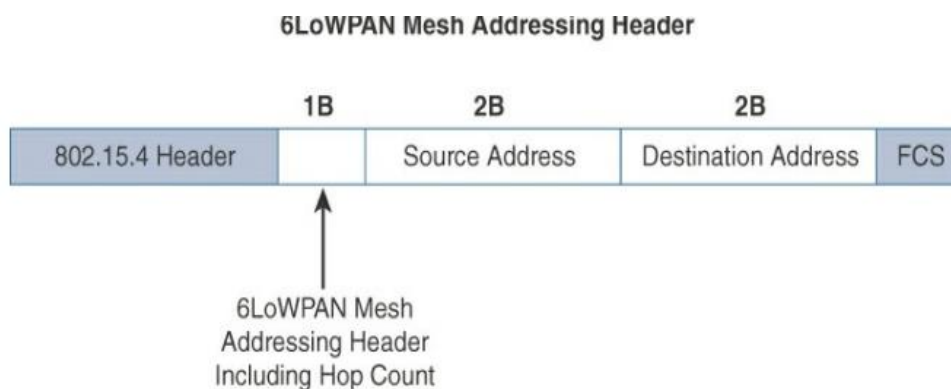 6LoWPAN Mesh Addressing Header
1B 2B 2B
802.15.4 Header Source Address Destination Address FCS
6LoWPAN Mesh
Addressing Header
Including Hop Count